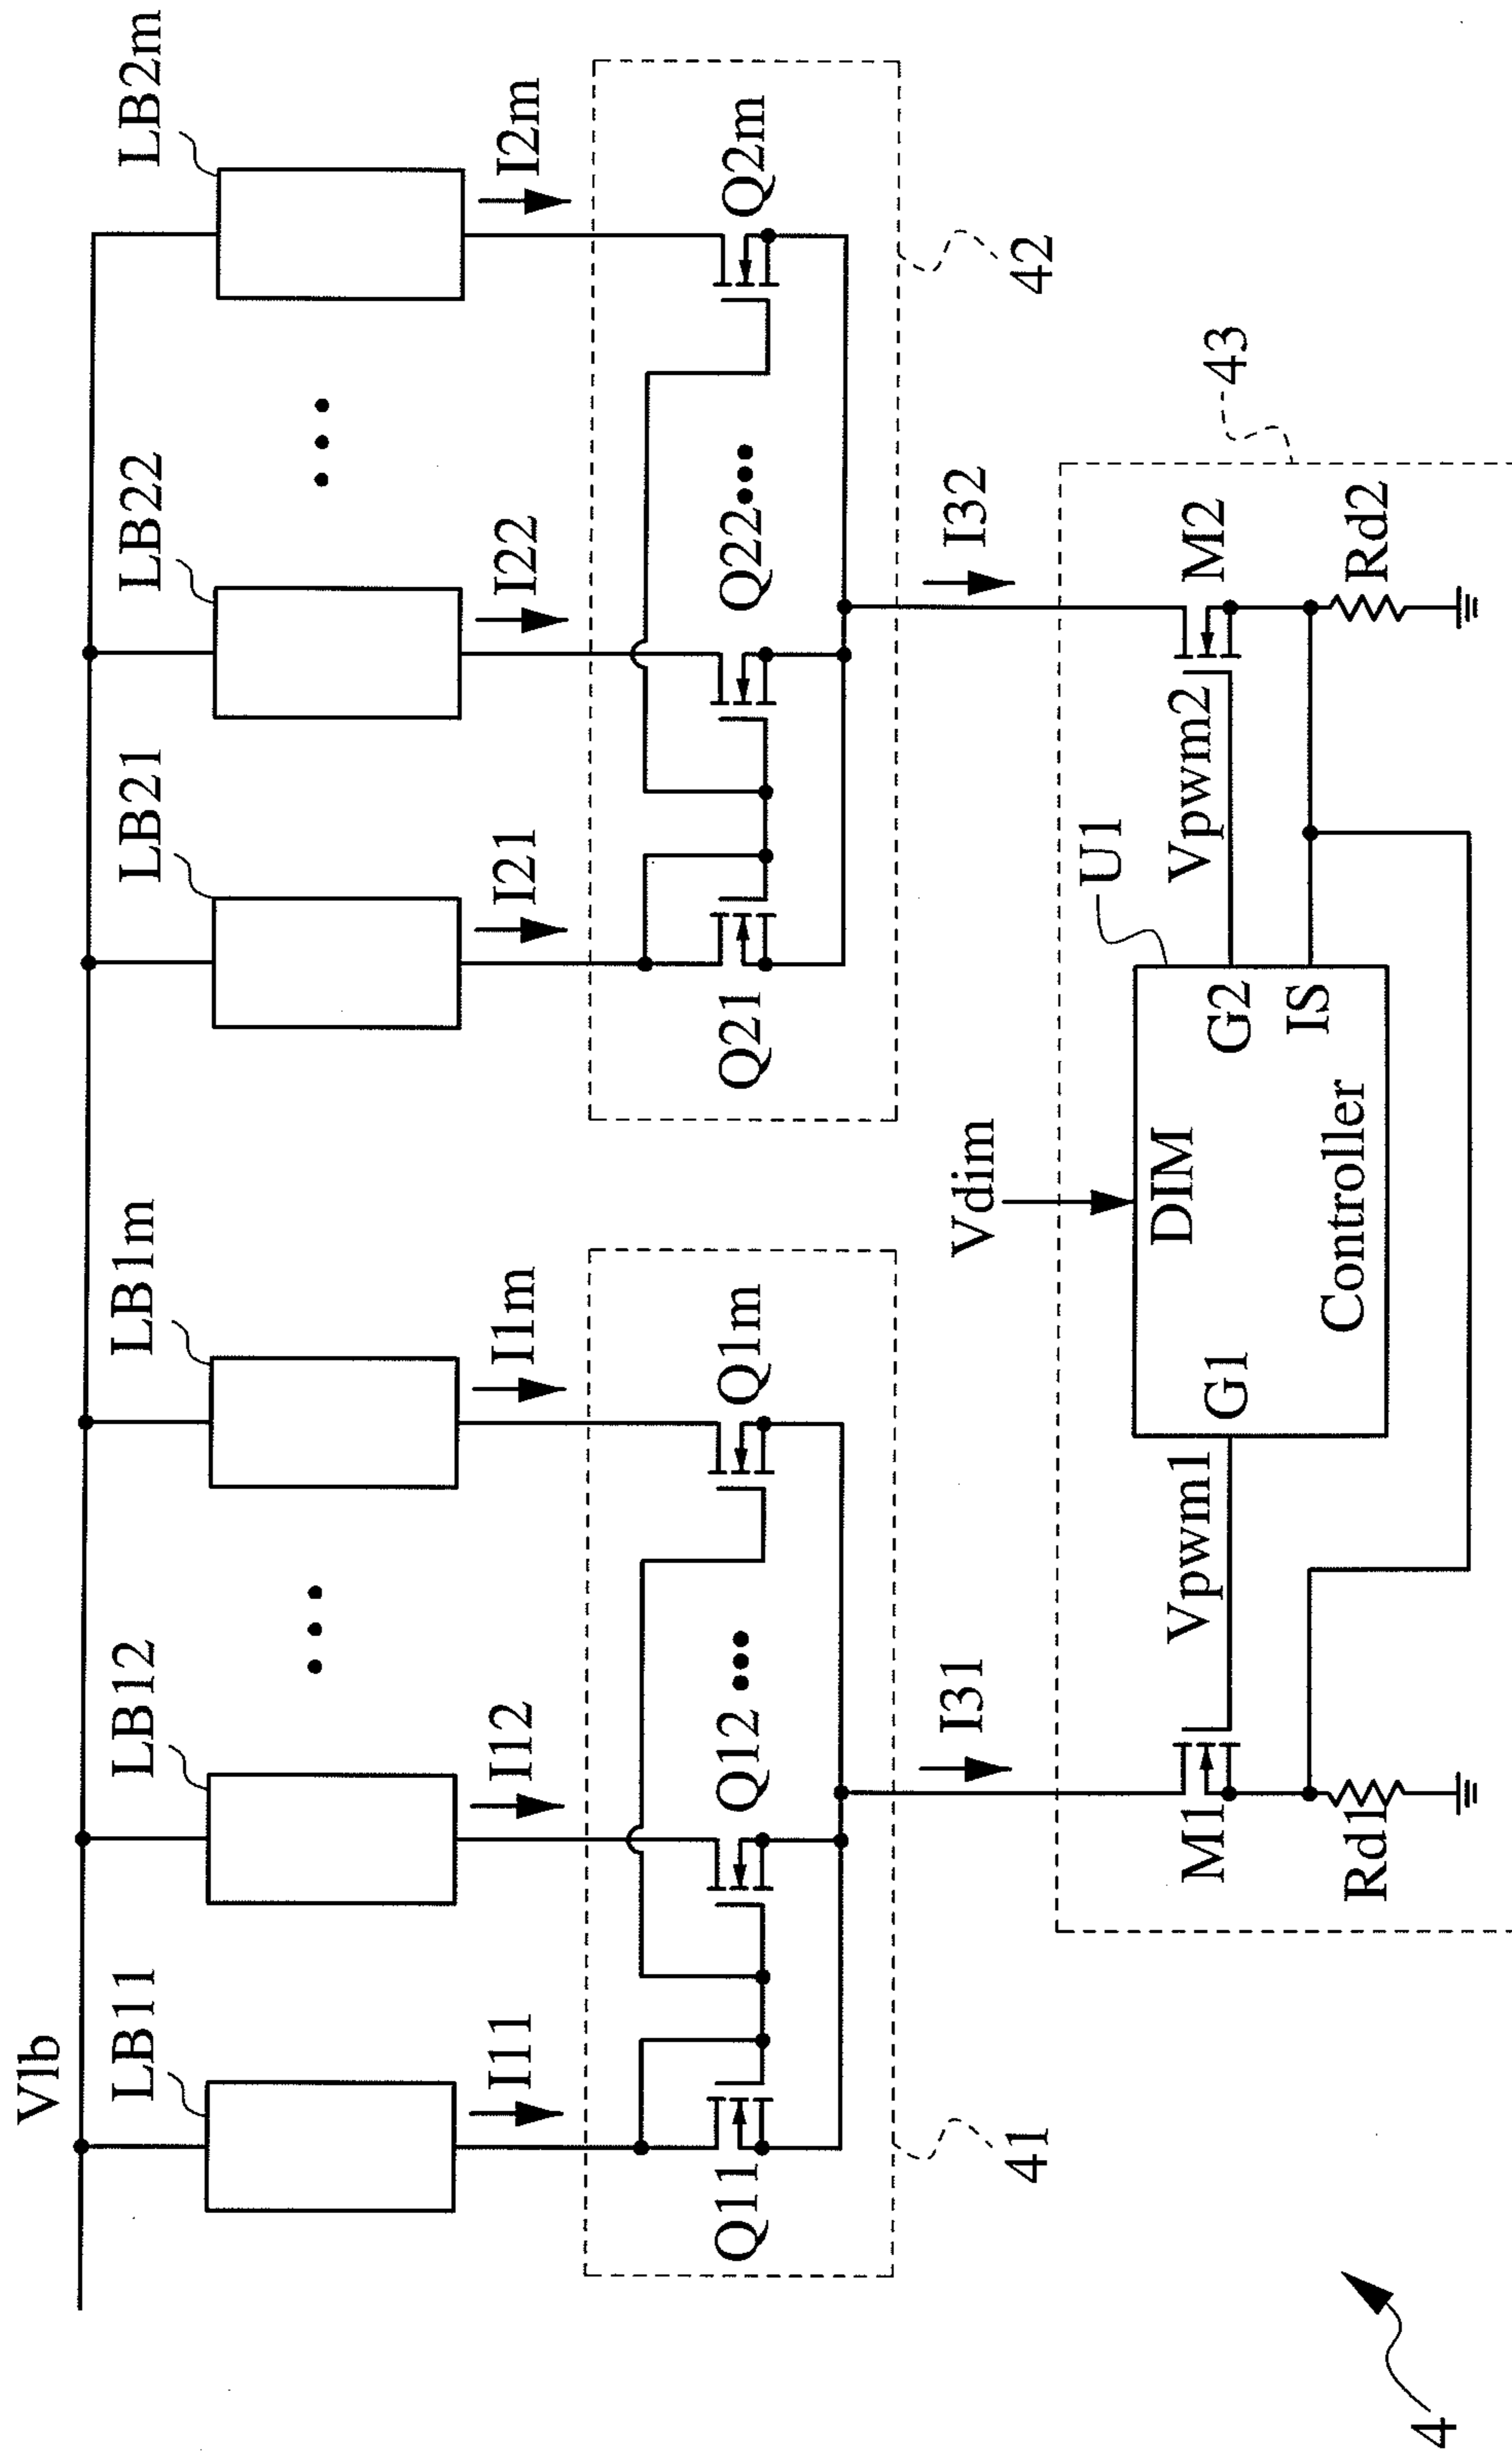 Vlb
LB11
LB12
LB1m
LB21
LB22
LB2m
I11
I12
I1m
I21
I22
I2m
Q11
Q12
Q1m
Q21
Q22
Q2m
41
42
I31
I32
Vdim
43
U1
M1
Vpwm1
G1
DIM
G2
Vpwm2
M2
IS
Controller
Rd1
Rd2
4